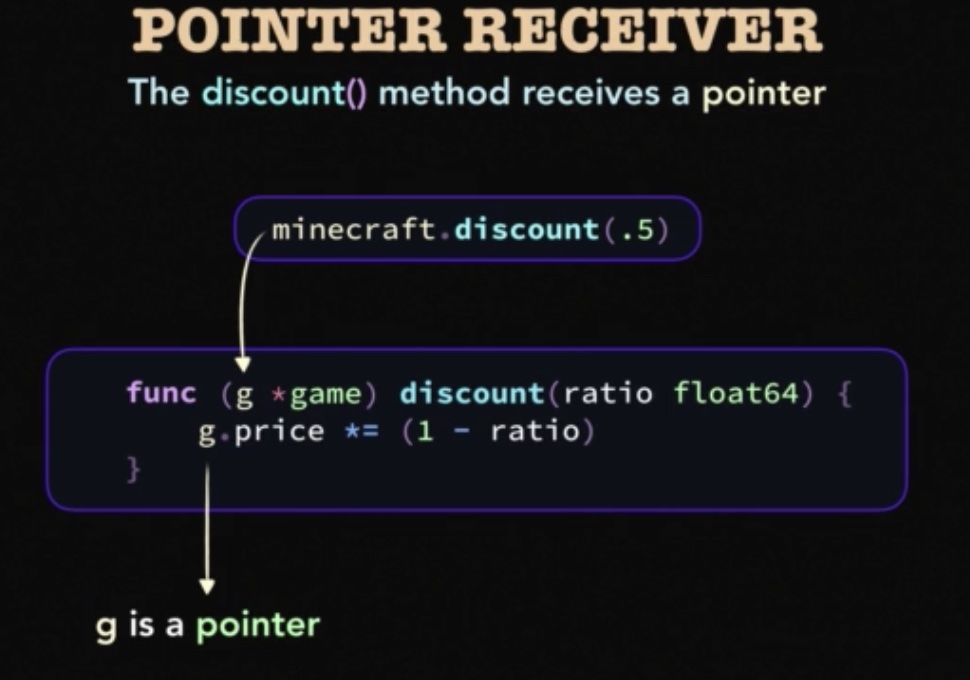 POINTER RECEIVER
The discount() method receives a pointer
minecraft.discount(.5)
func (g *game) discount(ratio float64) {
g.price *= (1 - ratio)
}
g is a pointer